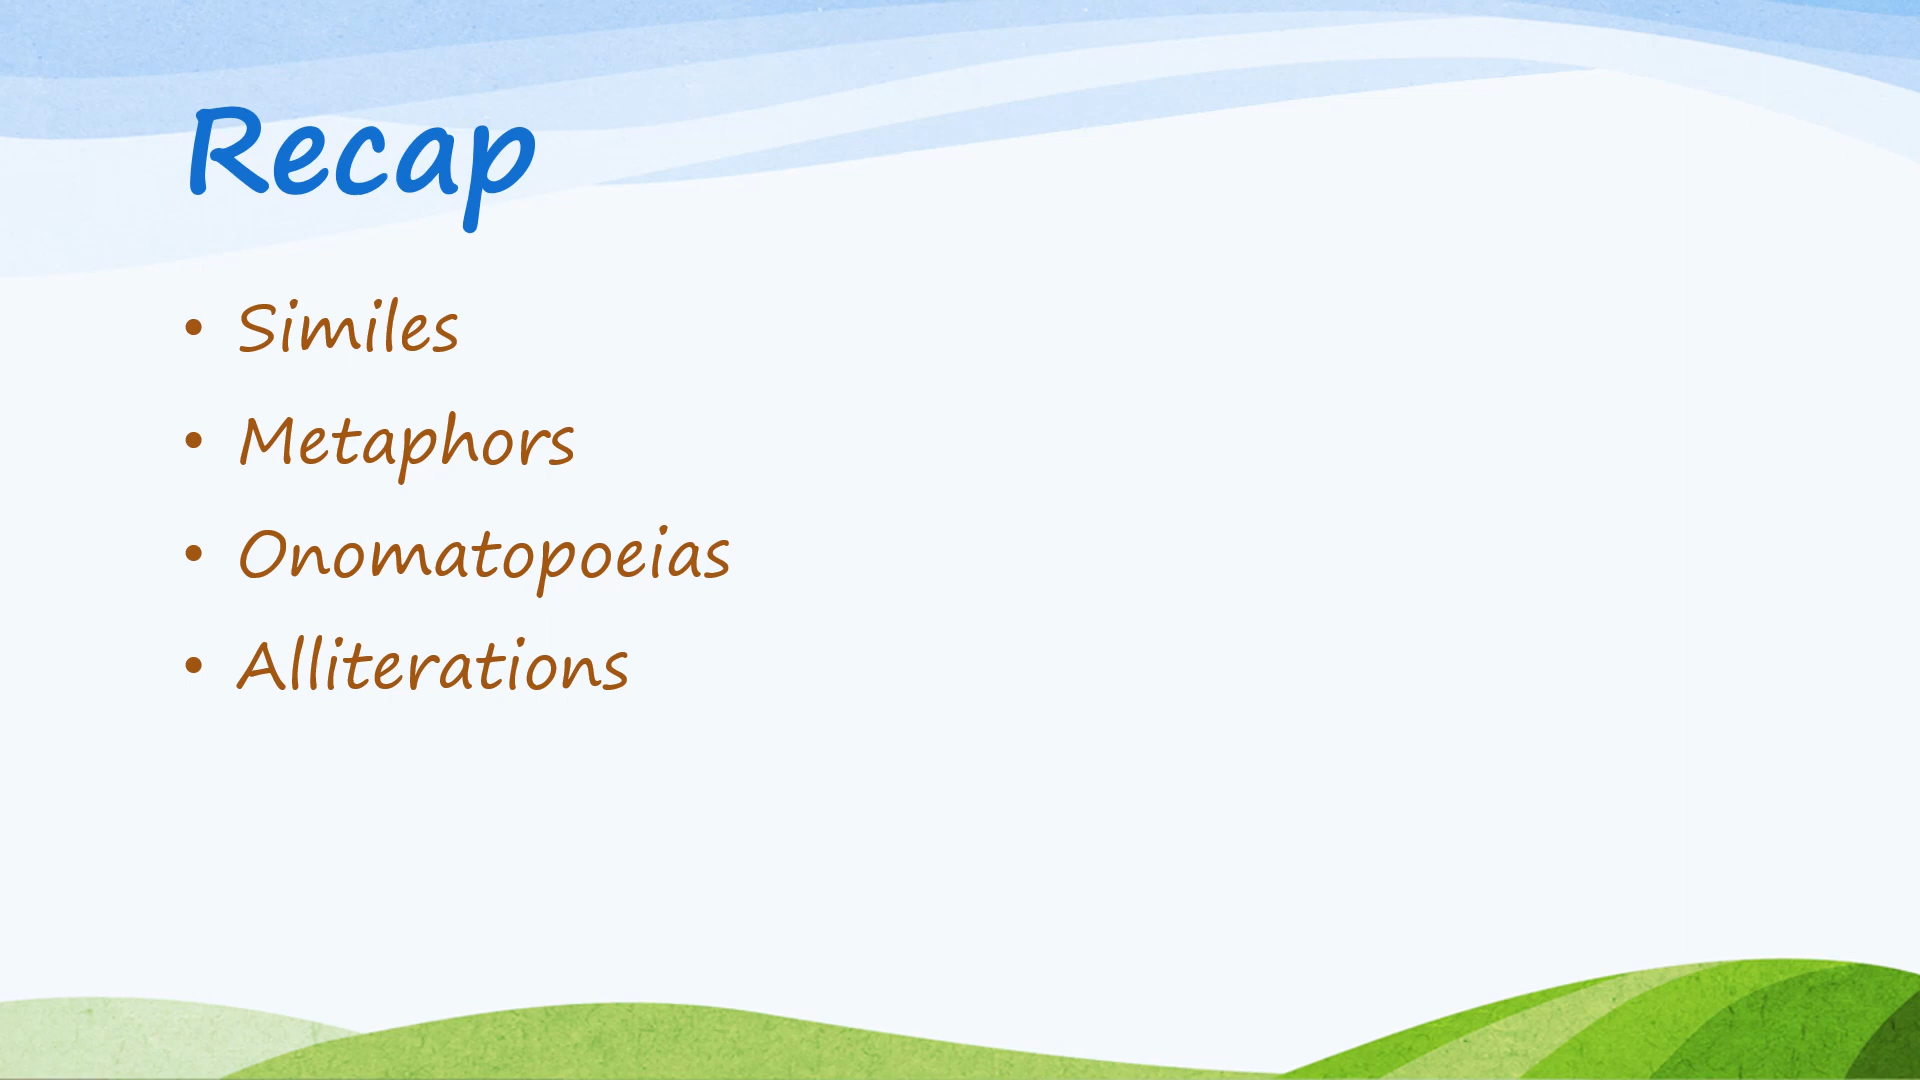 Recap
• Similes
• Metaphors
• Onomatopoeias
• Alliterations